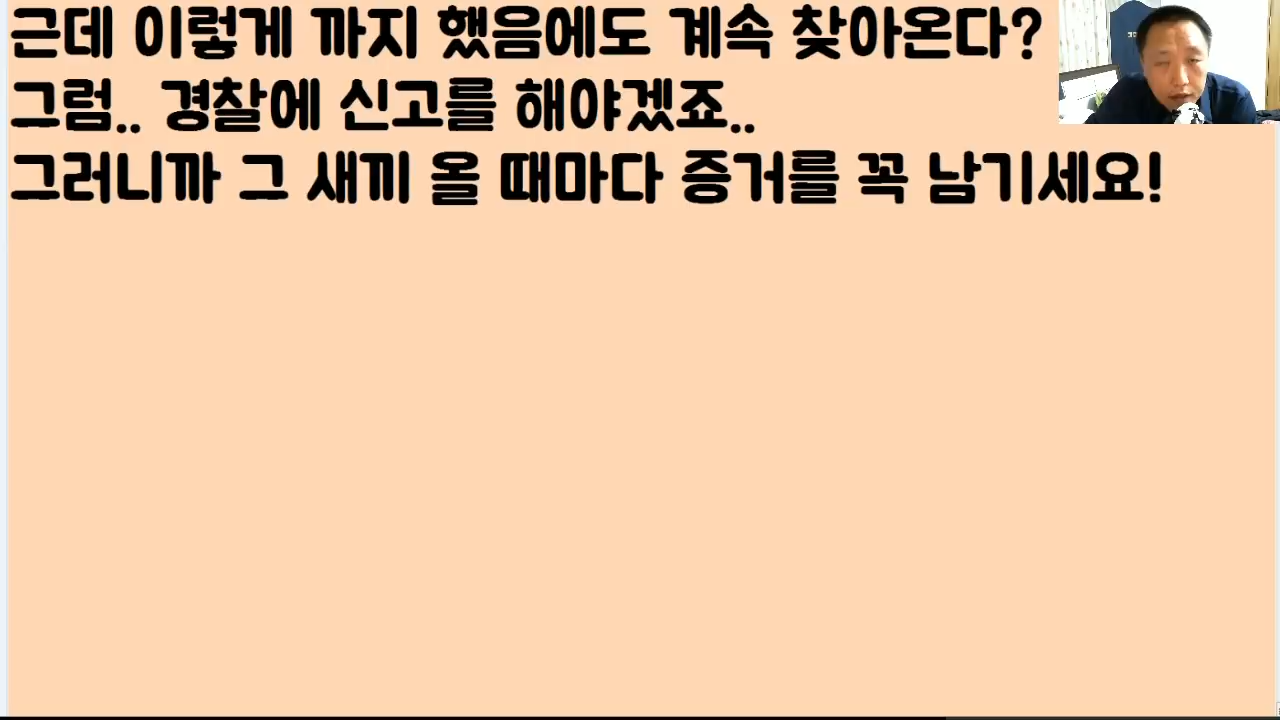 근데 이렇게 까지 했음에도 계속 찾아온다?
그럼.. 경찰에 신고를 해야겠죠..
그러니까 그 새끼 올 때마다 증거를 꼭 남기세요!